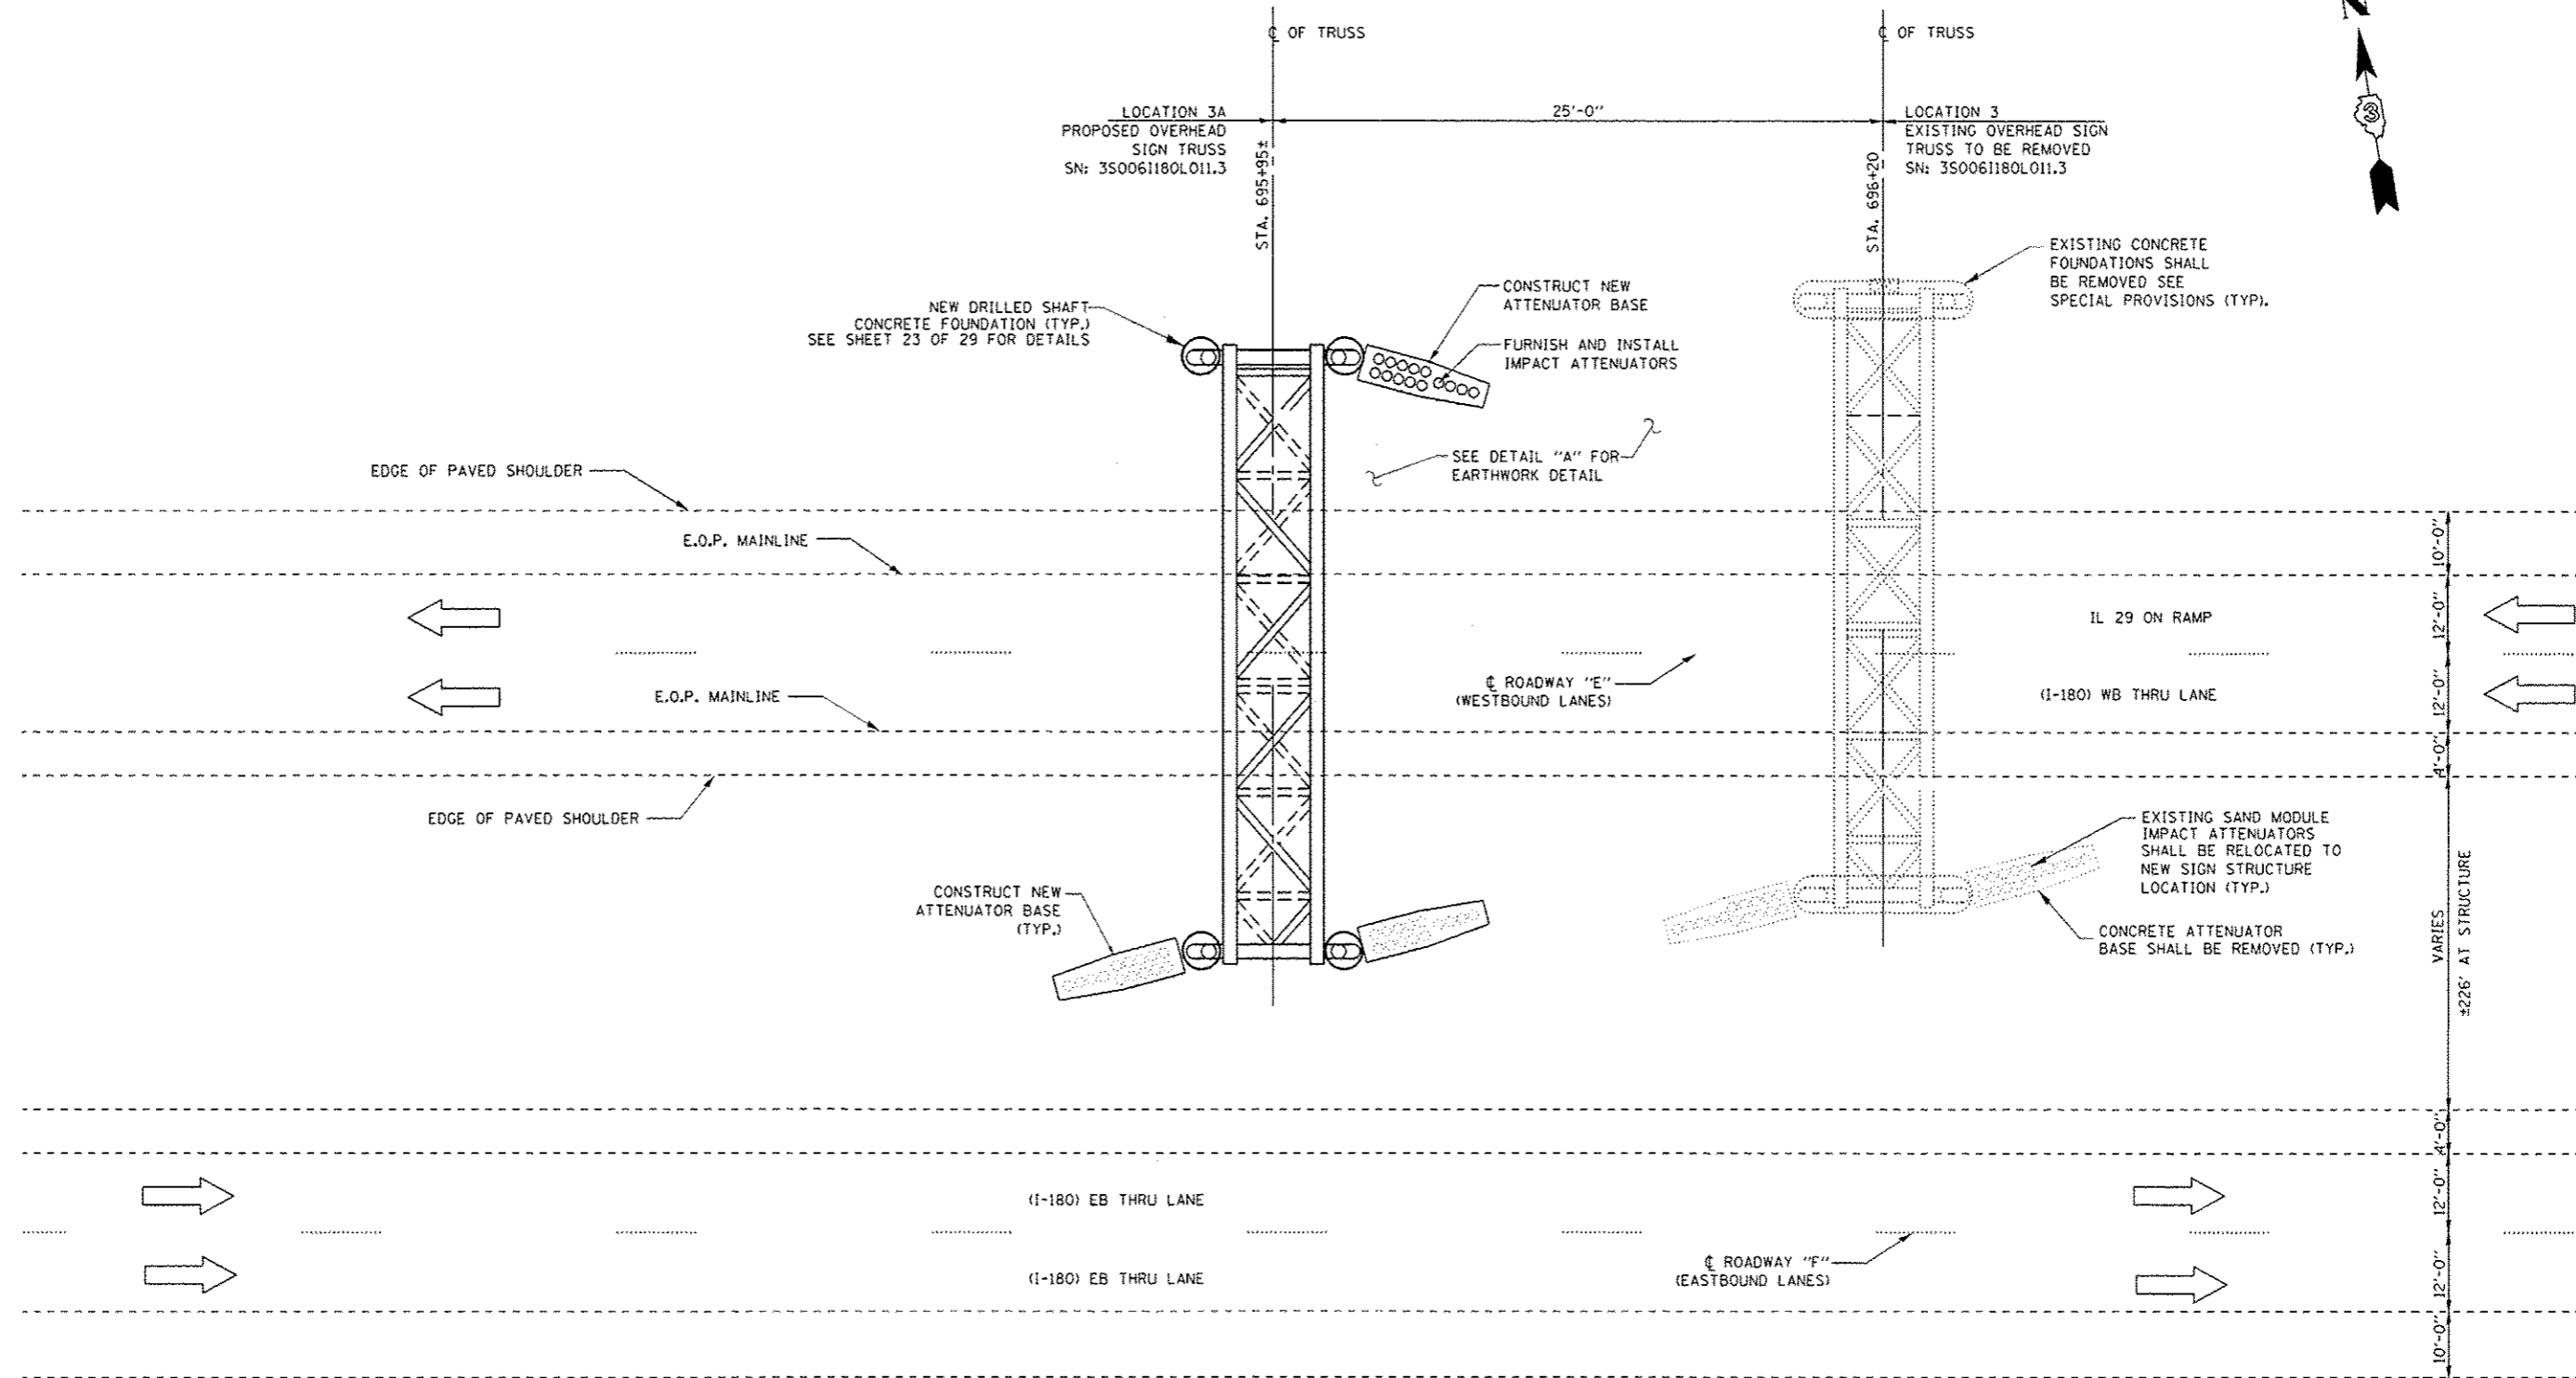 ℄ OF TRUSS
℄ OF TRUSS
N
3
LOCATION 3A
PROPOSED OVERHEAD
SIGN TRUSS
SN: 3S006I180L011.3
25'-0"
LOCATION 3
EXISTING OVERHEAD SIGN
TRUSS TO BE REMOVED
SN: 3S006I180L011.3
STA. 695+95±
STA. 696+20
EXISTING CONCRETE
FOUNDATIONS SHALL
BE REMOVED SEE
SPECIAL PROVISIONS (TYP).
NEW DRILLED SHAFT
CONCRETE FOUNDATION (TYP.)
SEE SHEET 23 OF 29 FOR DETAILS
CONSTRUCT NEW
ATTENUATOR BASE
FURNISH AND INSTALL
IMPACT ATTENUATORS
SEE DETAIL "A" FOR
EARTHWORK DETAIL
EDGE OF PAVED SHOULDER
E.O.P. MAINLINE
10'-0"
IL 29 ON RAMP
12'-0"
E.O.P. MAINLINE
℄ ROADWAY "E"
(WESTBOUND LANES)
(I-180) WB THRU LANE
12'-0"
4'-0"
EDGE OF PAVED SHOULDER
EXISTING SAND MODULE
IMPACT ATTENUATORS
SHALL BE RELOCATED TO
NEW SIGN STRUCTURE
LOCATION (TYP.)
CONSTRUCT NEW
ATTENUATOR BASE
(TYP.)
CONCRETE ATTENUATOR
BASE SHALL BE REMOVED (TYP.)
VARIES
±226' AT STRUCTURE
4'-0"
(I-180) EB THRU LANE
12'-0"
℄ ROADWAY "F"
(EASTBOUND LANES)
(I-180) EB THRU LANE
12'-0"
10'-0"